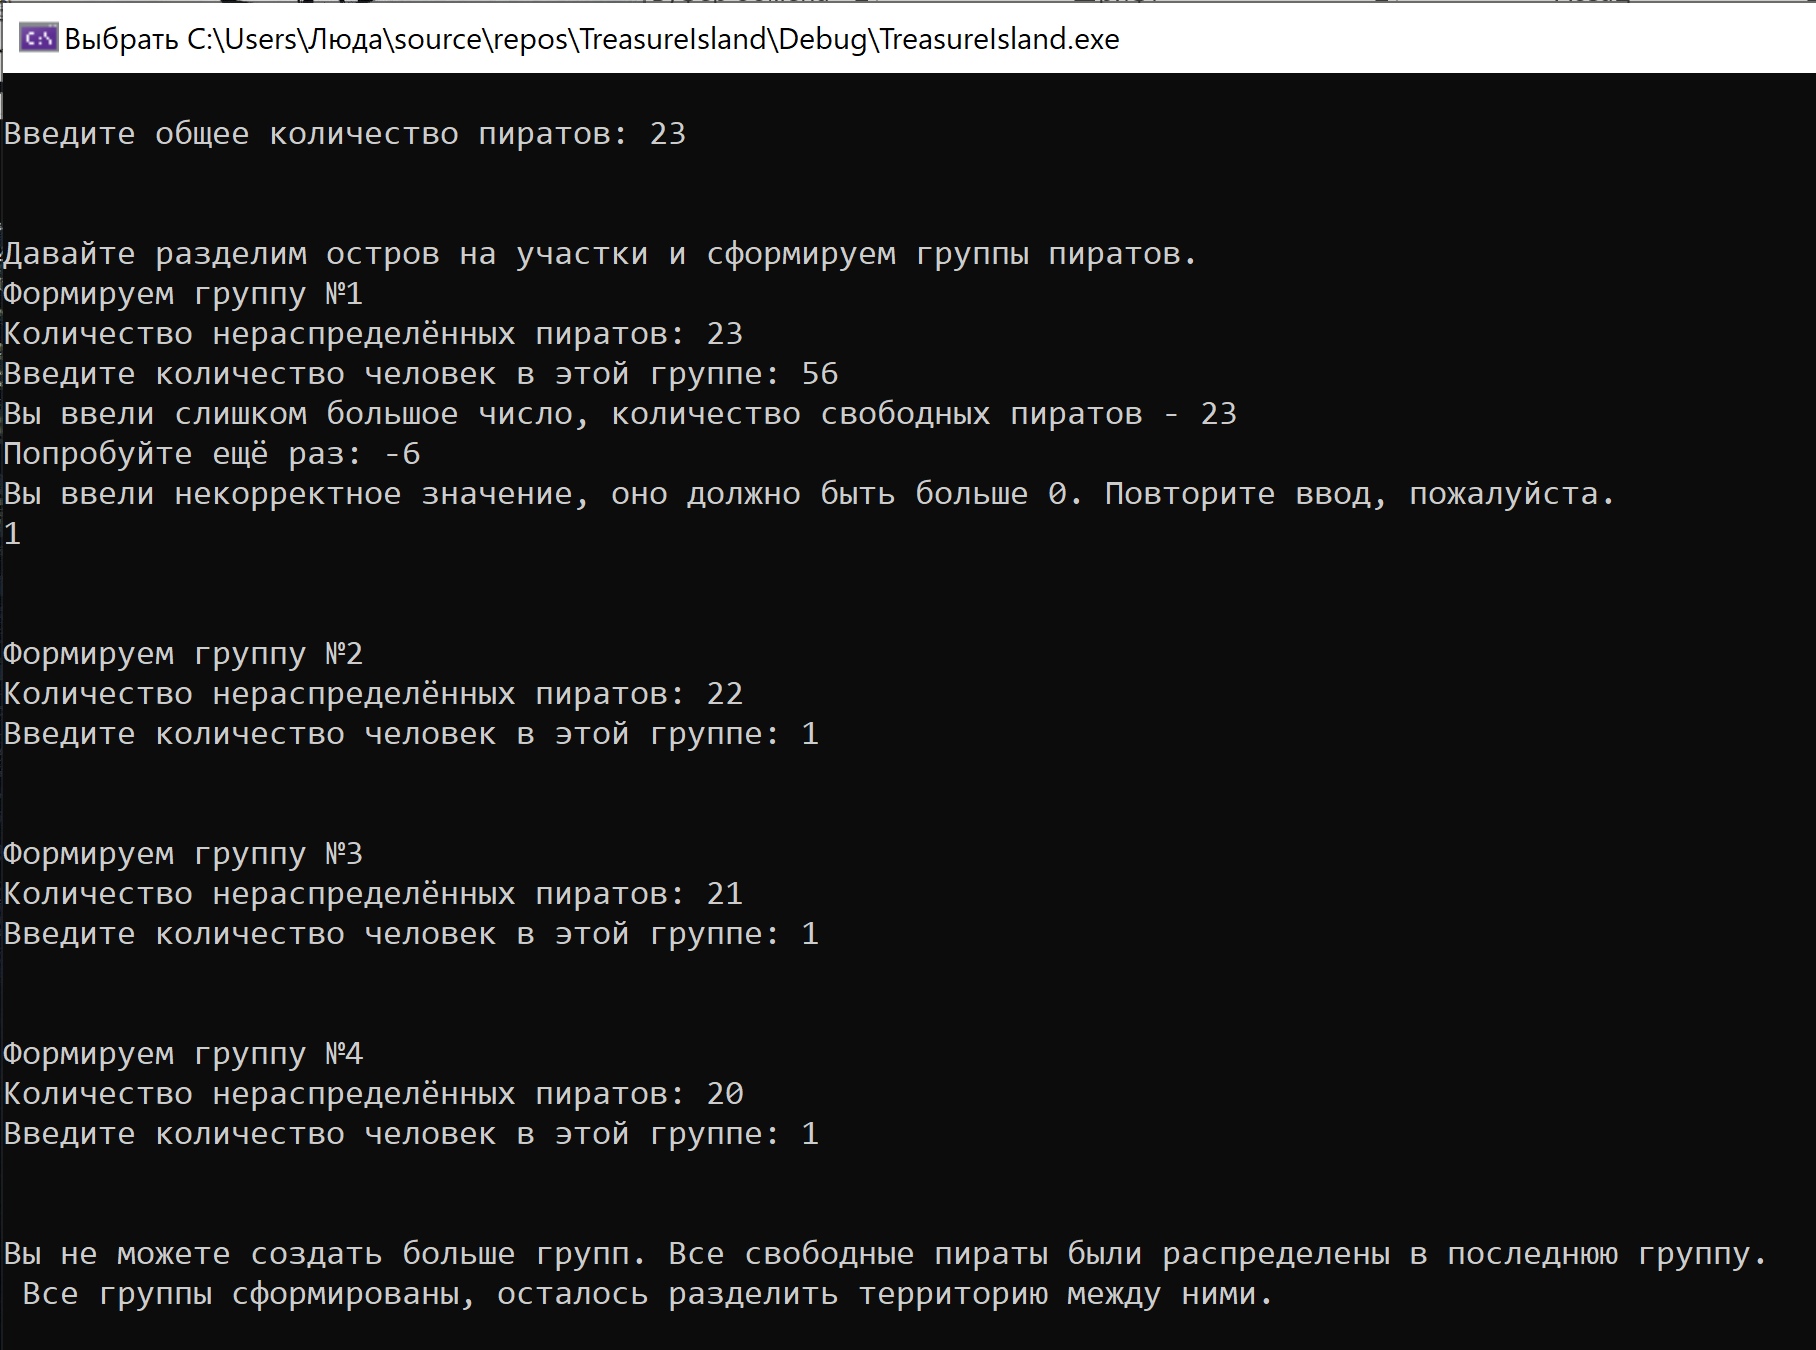 Выбрать C:\Users\Люда\source\repos\TreasureIsland\Debug\TreasureIsland.exe
Введите общее количество пиратов: 23
Давайте разделим остров на участки и сформируем группы пиратов.
Формируем группу №1
Количество нераспределённых пиратов: 23
Введите количество человек в этой группе: 56
Вы ввели слишком большое число, количество свободных пиратов - 23
Попробуйте ещё раз: -6
Вы ввели некорректное значение, оно должно быть больше 0. Повторите ввод, пожалуйста.
1
Формируем группу №2
Количество нераспределённых пиратов: 22
Введите количество человек в этой группе: 1
Формируем группу №3
Количество нераспределённых пиратов: 21
Введите количество человек в этой группе: 1
Формируем группу №4
Количество нераспределённых пиратов: 20
Введите количество человек в этой группе: 1
Вы не можете создать больше групп. Все свободные пираты были распределены в последнюю группу.
Все группы сформированы, осталось разделить территорию между ними.